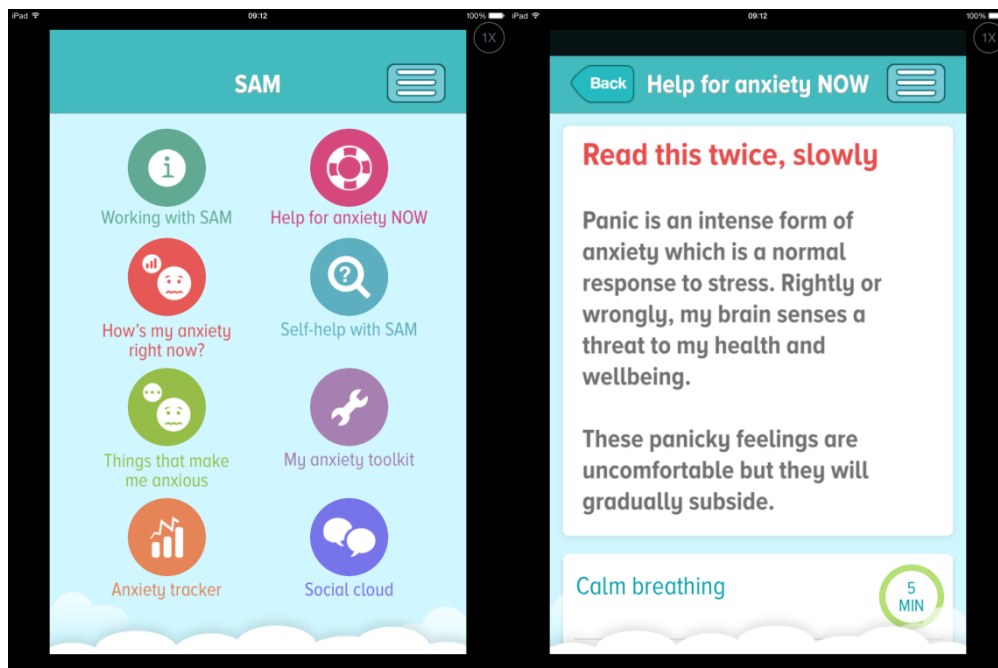 iPad 09:12 100%
1X
SAM
Working with SAM
Help for anxiety NOW
How's my anxiety
right now?
Self-help with SAM
Things that make
me anxious
My anxiety toolkit
Anxiety tracker
Social cloud
iPad 09:12 100%
1X
Back Help for anxiety NOW
Read this twice, slowly
Panic is an intense form of
anxiety which is a normal
response to stress. Rightly or
wrongly, my brain senses a
threat to my health and
wellbeing.
These panicky feelings are
uncomfortable but they will
gradually subside.
Calm breathing
5
MIN